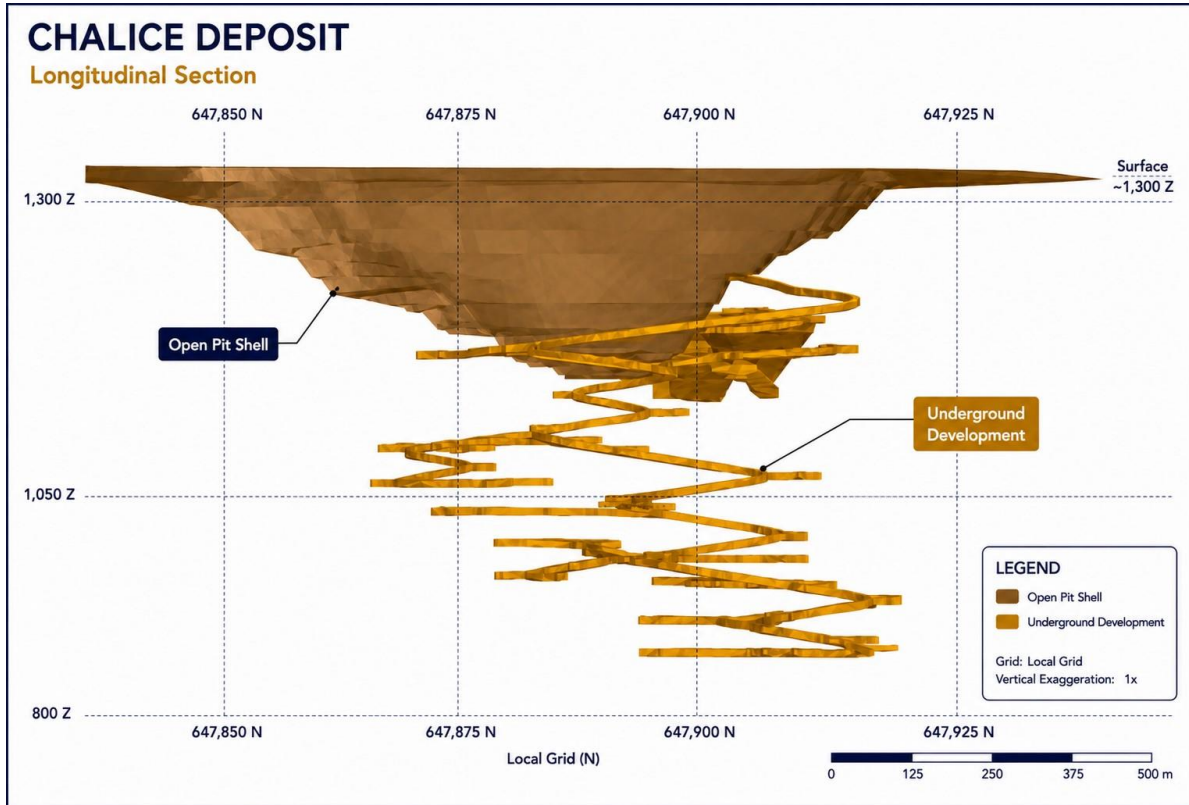 CHALICE DEPOSIT
Longitudinal Section
647,850 N 647,875 N 647,900 N 647,925 N
Surface
~1,300 Z
1,300 Z
Open Pit Shell
Underground
Development
1,050 Z
LEGEND
Open Pit Shell
Underground Development
Grid: Local Grid
Vertical Exaggeration: 1x
800 Z
647,850 N 647,875 N 647,900 N 647,925 N
Local Grid (N)
0 125 250 375 500 m